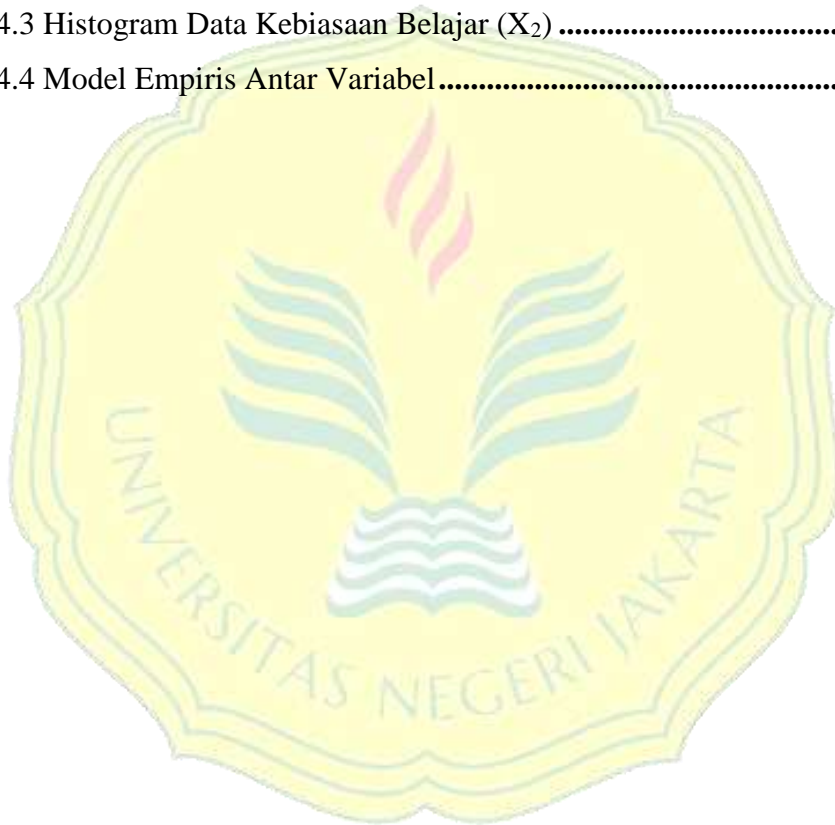 4.3 Histogram Data Kebiasaan Belajar (X₂) ..................................
4.4 Model Empiris Antar Variabel .................................................
UNIVERSITAS NEGERI JAKARTA